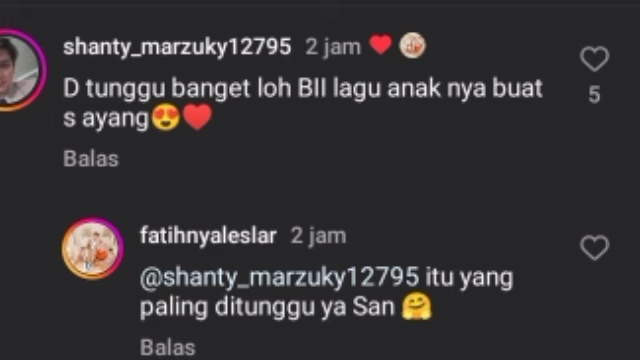 shanty_marzuky12795 2 jam ❤️
D tunggu banget loh BII lagu anak nya buat
s ayang😍❤️
5
Balas
fatihnyaleslar 2 jam
@shanty_marzuky12795 itu yang
paling ditunggu ya San 🤗
Balas